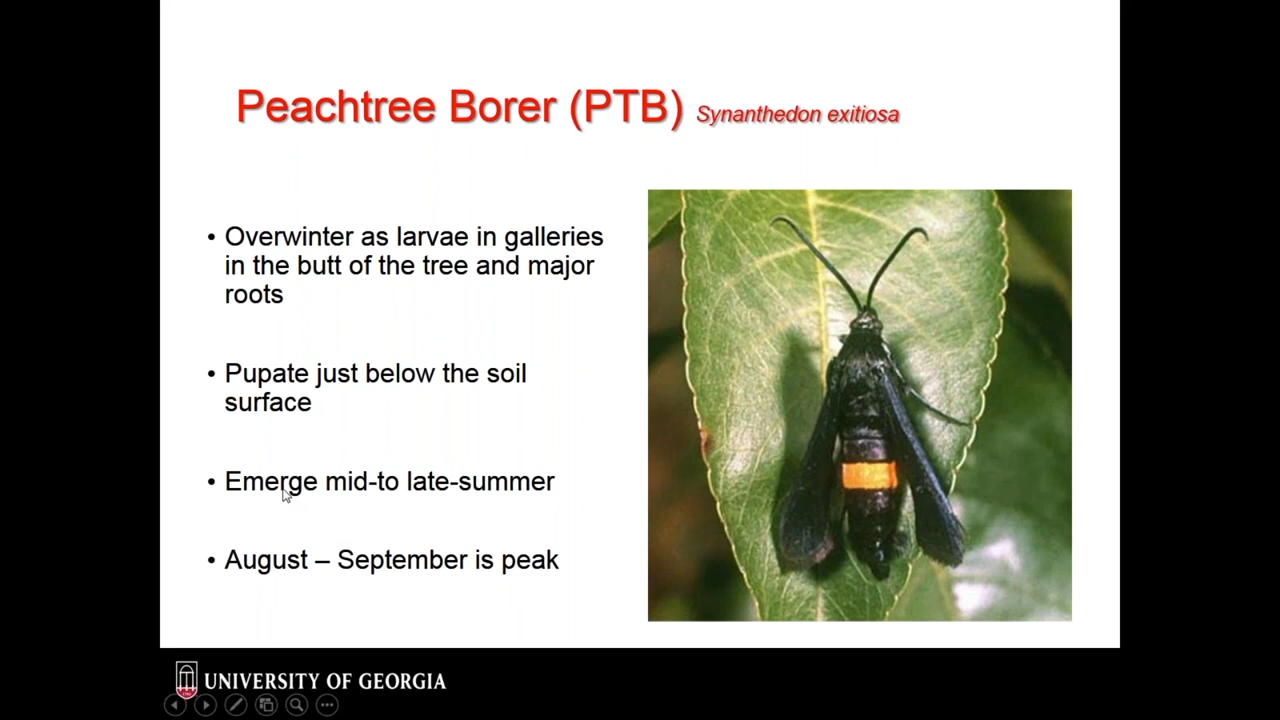 Peachtree Borer (PTB) Synanthedon exitiosa
• Overwinter as larvae in galleries
in the butt of the tree and major
roots
• Pupate just below the soil
surface
• Emerge mid-to late-summer
• August – September is peak
UNIVERSITY OF GEORGIA